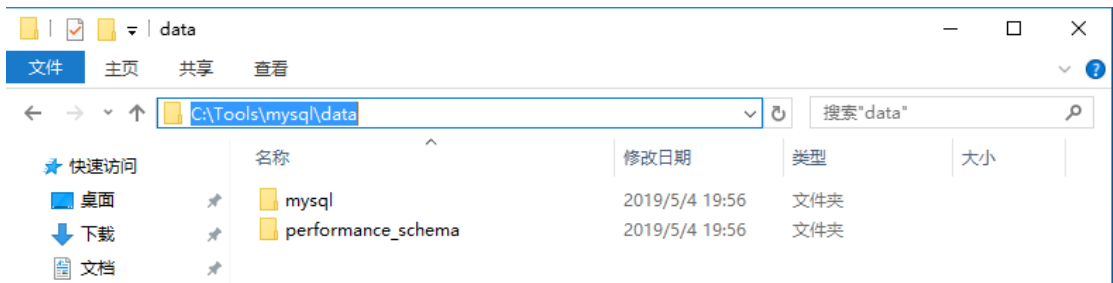 data
文件 主页 共享 查看
C:\Tools\mysql\data 搜索"data"
快速访问 名称 修改日期 类型 大小
桌面 mysql 2019/5/4 19:56 文件夹
下载 performance_schema 2019/5/4 19:56 文件夹
文档